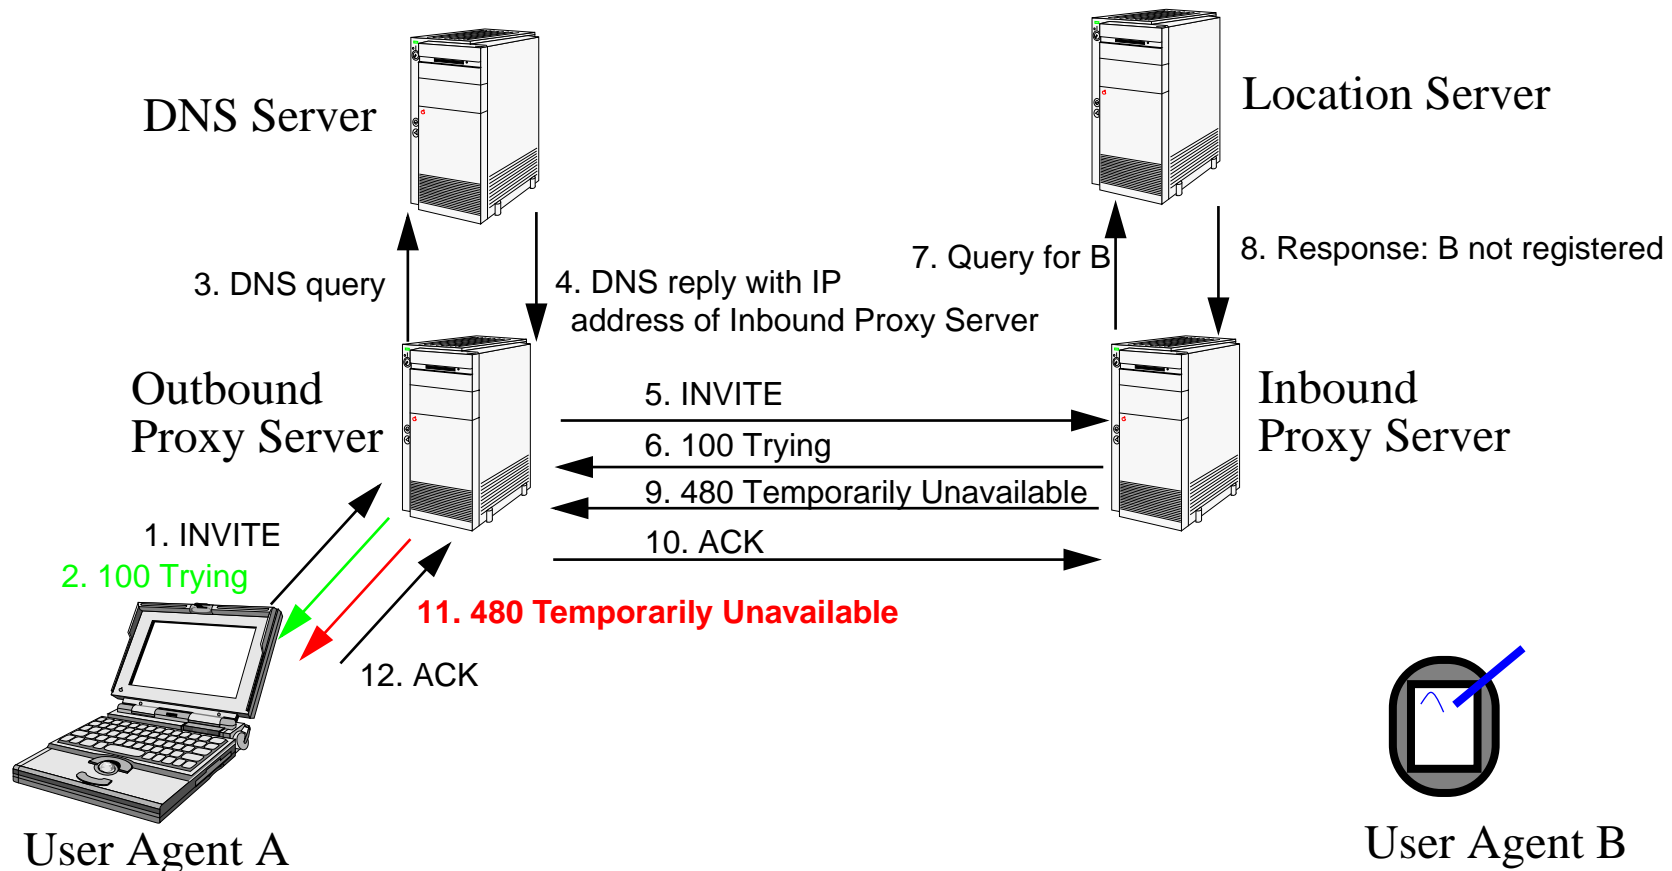 DNS Server
Location Server
3. DNS query
4. DNS reply with IP
address of Inbound Proxy Server
7. Query for B
8. Response: B not registered
Outbound
Proxy Server
5. INVITE
6. 100 Trying
9. 480 Temporarily Unavailable
10. ACK
Inbound
Proxy Server
1. INVITE
2. 100 Trying
11. 480 Temporarily Unavailable
12. ACK
User Agent A
User Agent B